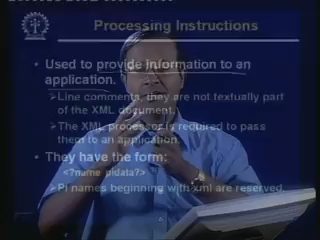 Processing Instructions
• Used to provide information to an
application.
➢Line comments, they are not textually part
of the XML document.
➢The XML processor is required to pass
them to an application.
• They have the form:
<?name pidata?>
➢PI names beginning with xml are reserved.